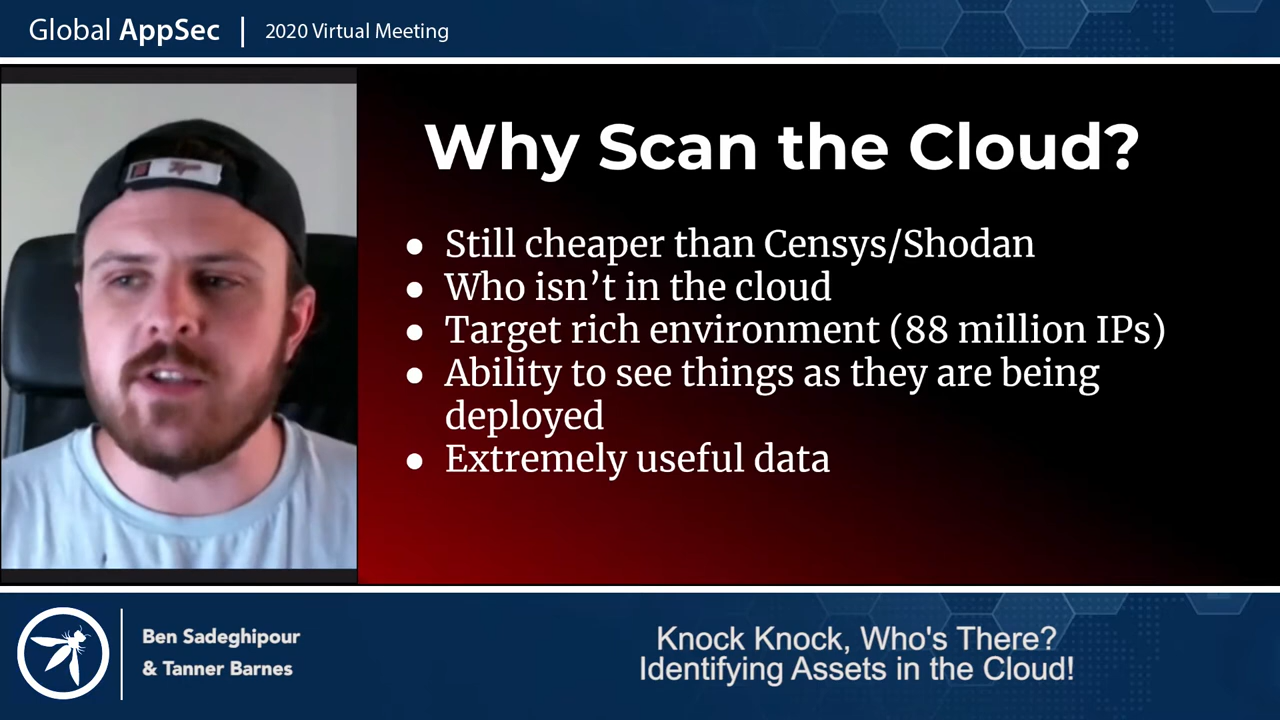 Global AppSec | 2020 Virtual Meeting
Why Scan the Cloud?
● Still cheaper than Censys/Shodan
● Who isn’t in the cloud
● Target rich environment (88 million IPs)
● Ability to see things as they are being
deployed
● Extremely useful data
Ben Sadeghipour
& Tanner Barnes
Knock Knock, Who's There?
Identifying Assets in the Cloud!